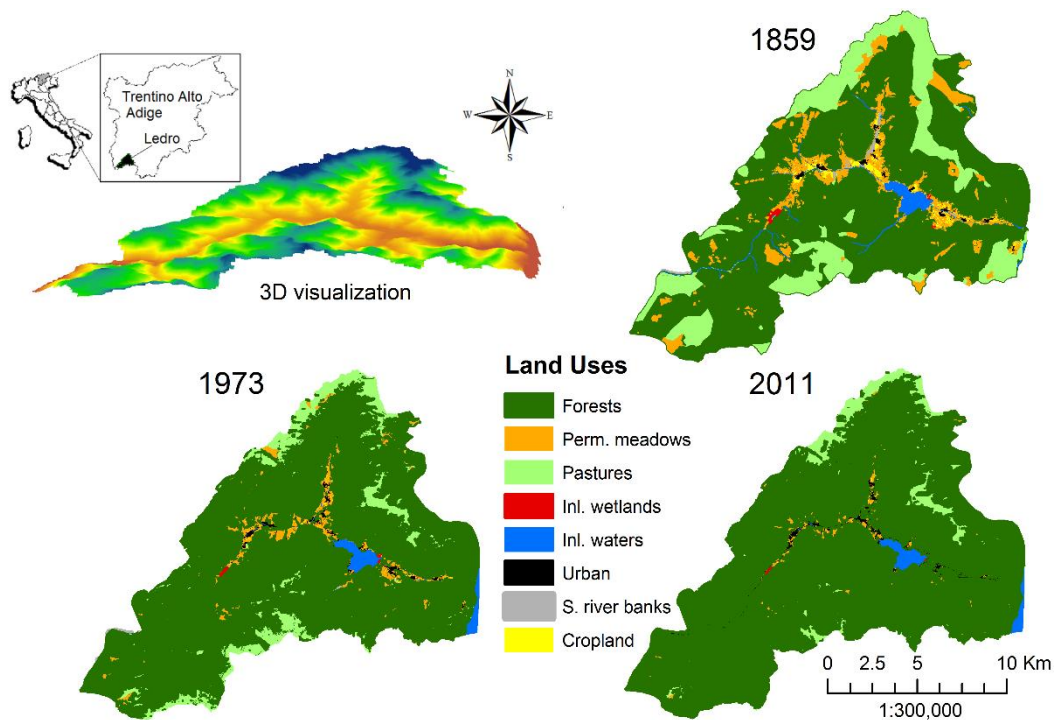 Trentino Alto
Adige
Ledro
N
W
E
S
3D visualization
1859
1973
Land Uses
Forests
Perm. meadows
Pastures
Inl. wetlands
Inl. waters
Urban
S. river banks
Cropland
2011
0 2.5 5 10 Km
1:300,000